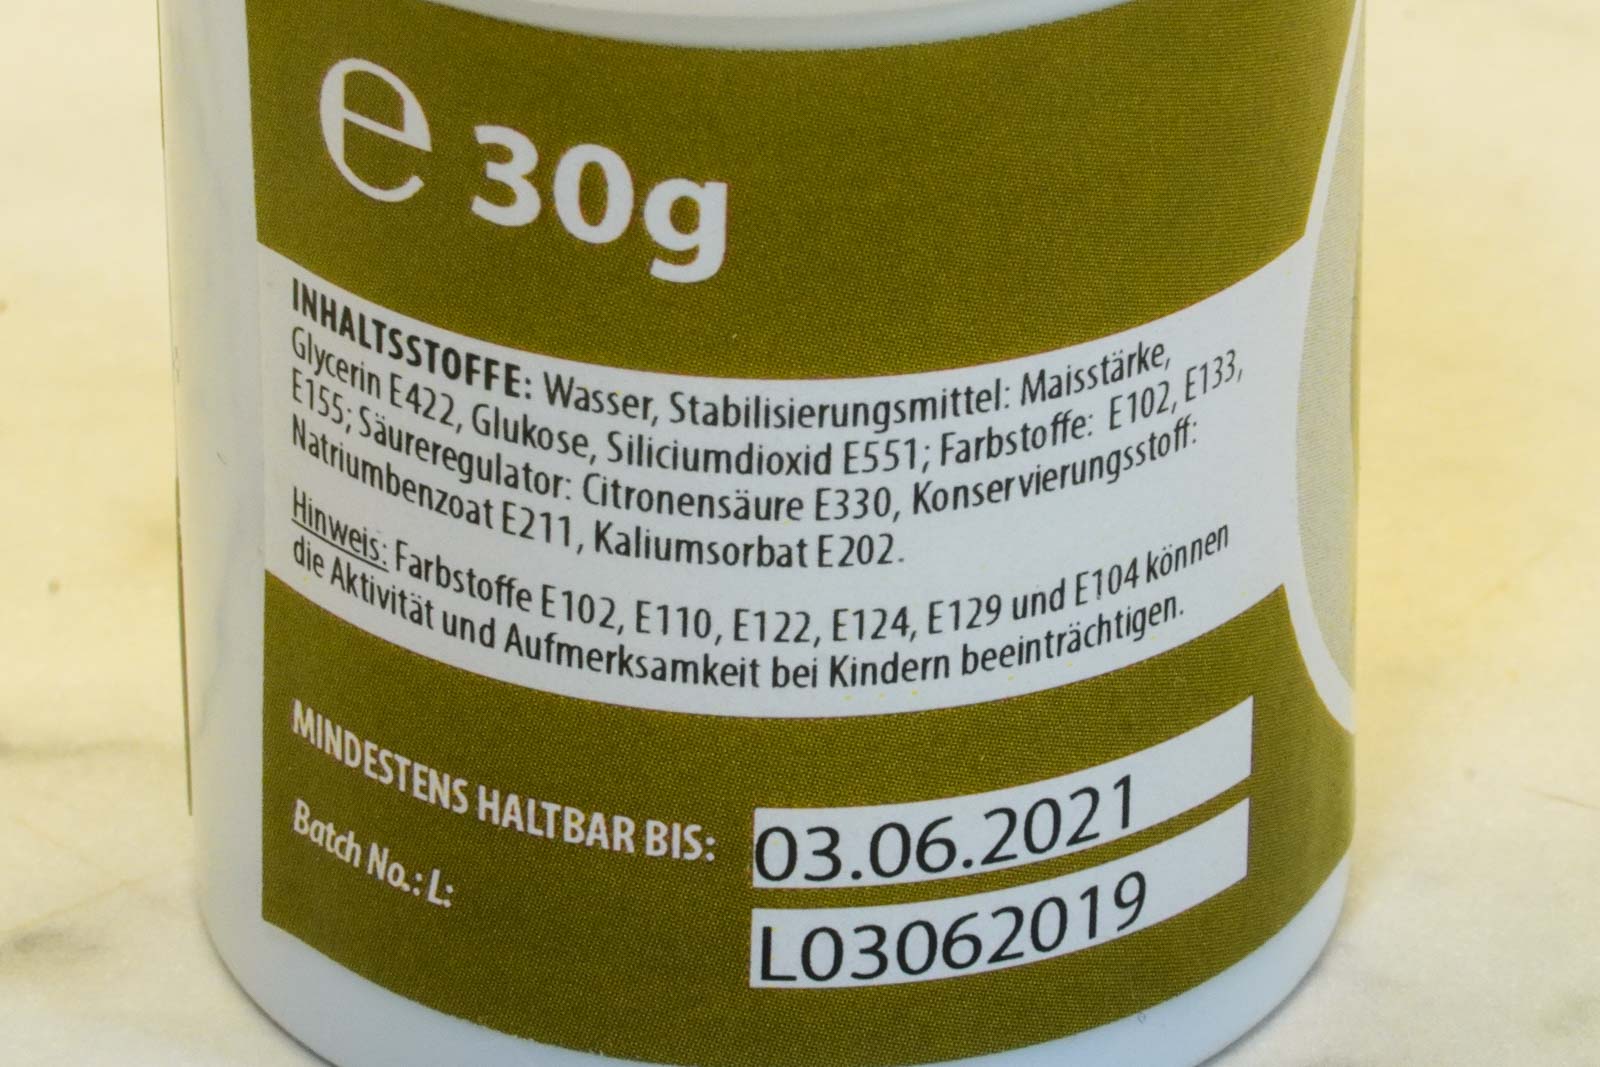 e 30g
INHALTSSTOFFE: Wasser, Stabilisierungsmittel: Maisstärke,
Glycerin E422, Glukose, Siliciumdioxid E551; Farbstoffe: E102, E133,
E155; Säureregulator: Citronensäure E330, Konservierungsstoff:
Natriumbenzoat E211, Kaliumsorbat E202.
Hinweis: Farbstoffe E102, E110, E122, E124, E129 und E104 können
die Aktivität und Aufmerksamkeit bei Kindern beeinträchtigen.
MINDESTENS HALTBAR BIS: 03.06.2021
Batch No.: L: L03062019